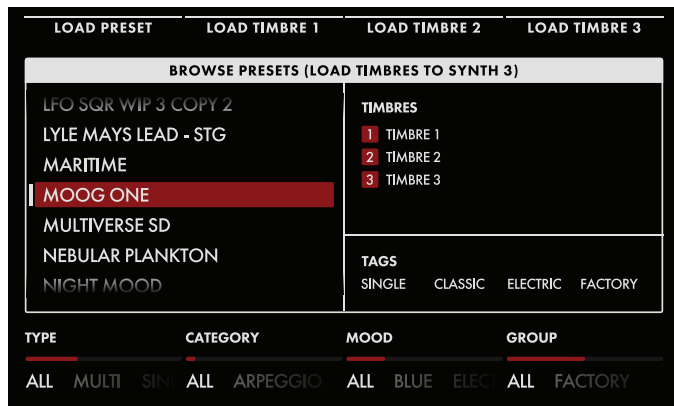 LOAD PRESET LOAD TIMBRE 1 LOAD TIMBRE 2 LOAD TIMBRE 3
BROWSE PRESETS (LOAD TIMBRES TO SYNTH 3)
LFO SQR WIP 3 COPY 2
LYLE MAYS LEAD - STG
MARITIME
MOOG ONE
MULTIVERSE SD
NEBULAR PLANKTON
NIGHT MOOD
TIMBRES
1 TIMBRE 1
2 TIMBRE 2
3 TIMBRE 3
TAGS
SINGLE CLASSIC ELECTRIC FACTORY
TYPE CATEGORY MOOD GROUP
ALL MULTI SIN ALL ARPEGGIO ALL BLUE ELECT ALL FACTORY